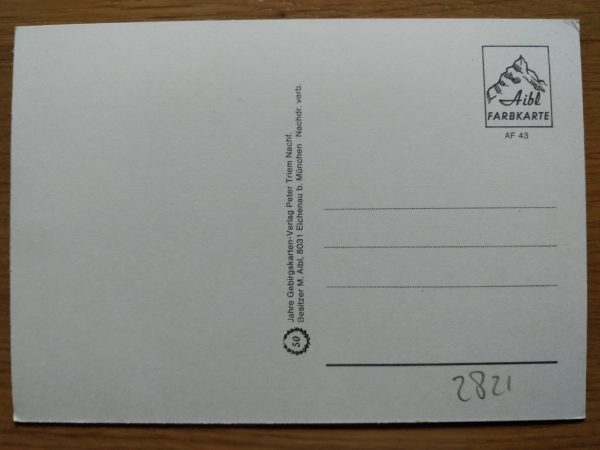 Aibl
FARBKARTE
AF 43
50 Jahre Gebirgskarten-Verlag Peter Triem Nachf.
Besitzer M. Aibl, 8031 Eichenau b. München Nachdr. verb.
2821